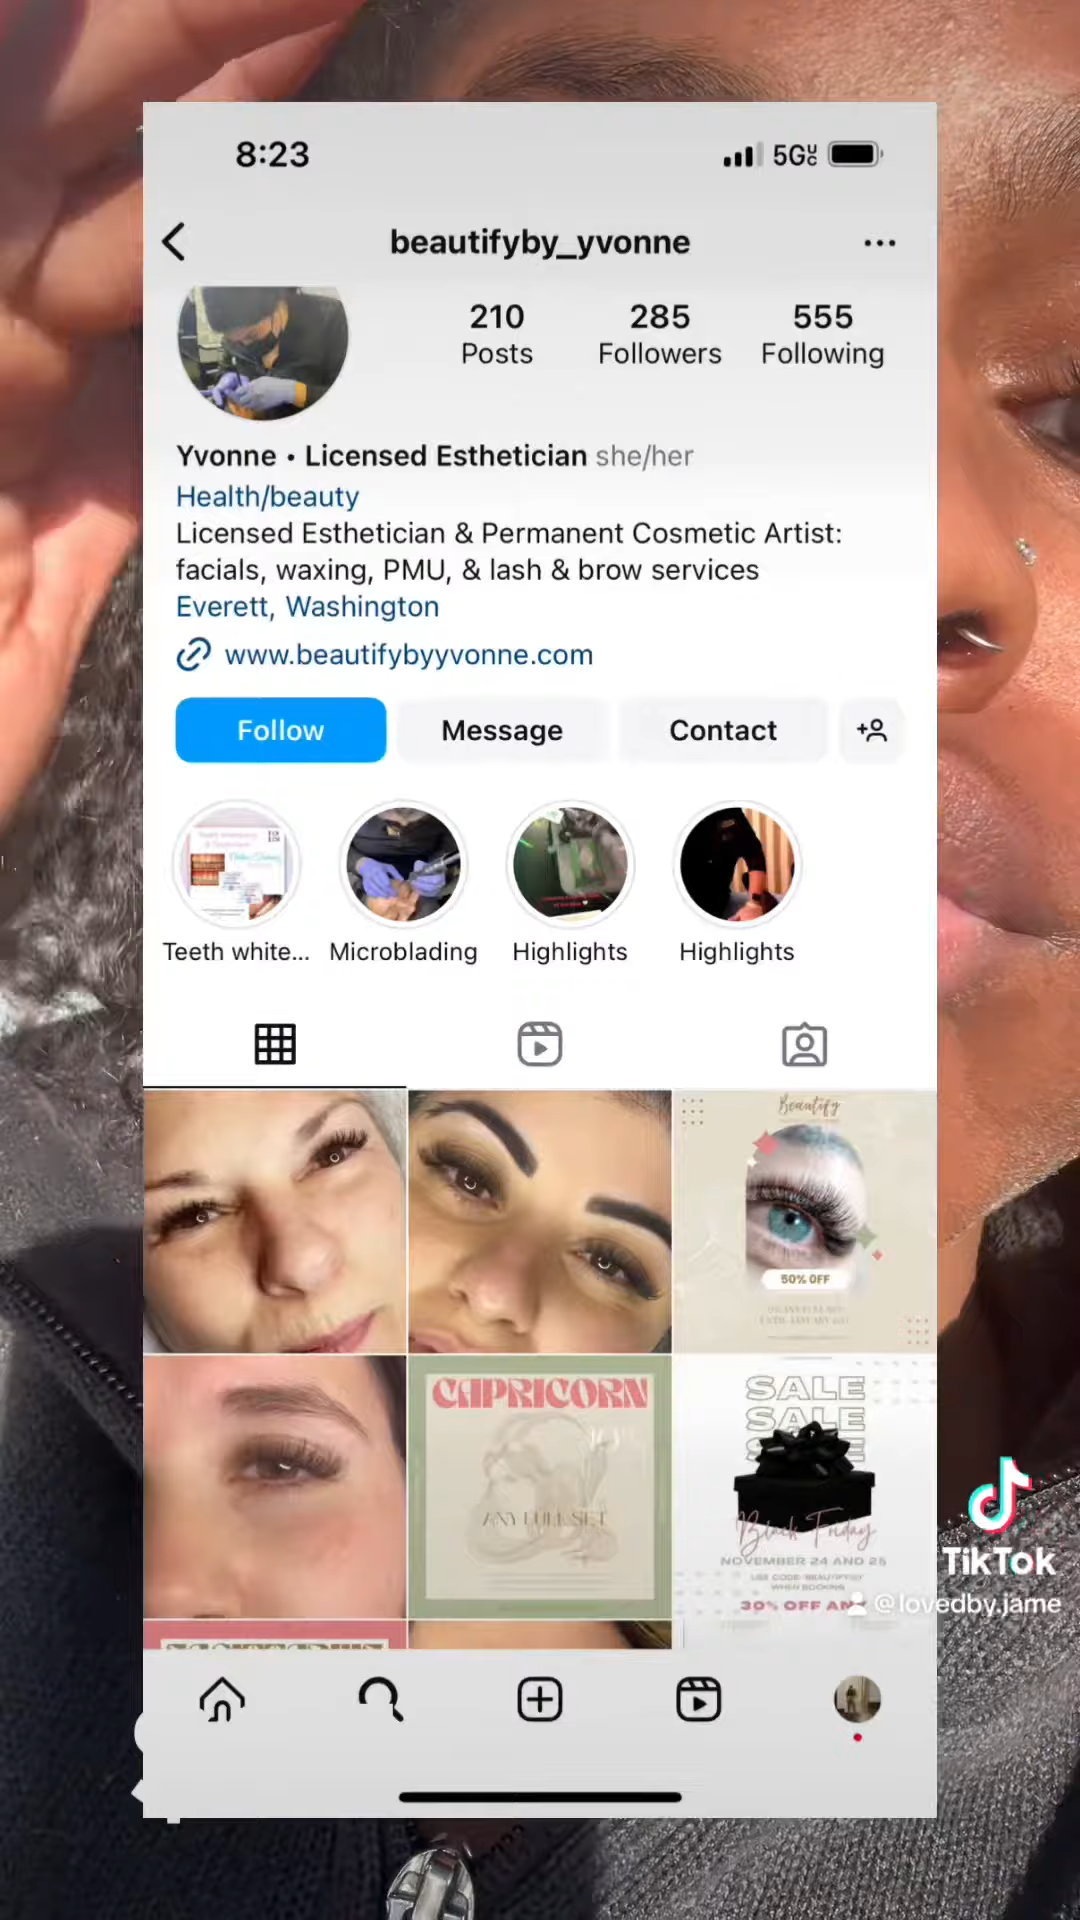 8:23
5GUC
beautifyby_yvonne
210
285
555
Posts
Followers
Following
Yvonne • Licensed Esthetician she/her
Health/beauty
Licensed Esthetician & Permanent Cosmetic Artist:
facials, waxing, PMU, & lash & brow services
Everett, Washington
www.beautifybyyvonne.com
Follow
Message
Contact
Teeth white...
Microblading
Highlights
Highlights
Beautify
50% OFF
CAPRICORN
ANY FULL SET
SALE
SALE
Black Friday
NOVEMBER 24 AND 25
WHEN BOOKING
30% OFF AN
TikTok
@lovedby.jame